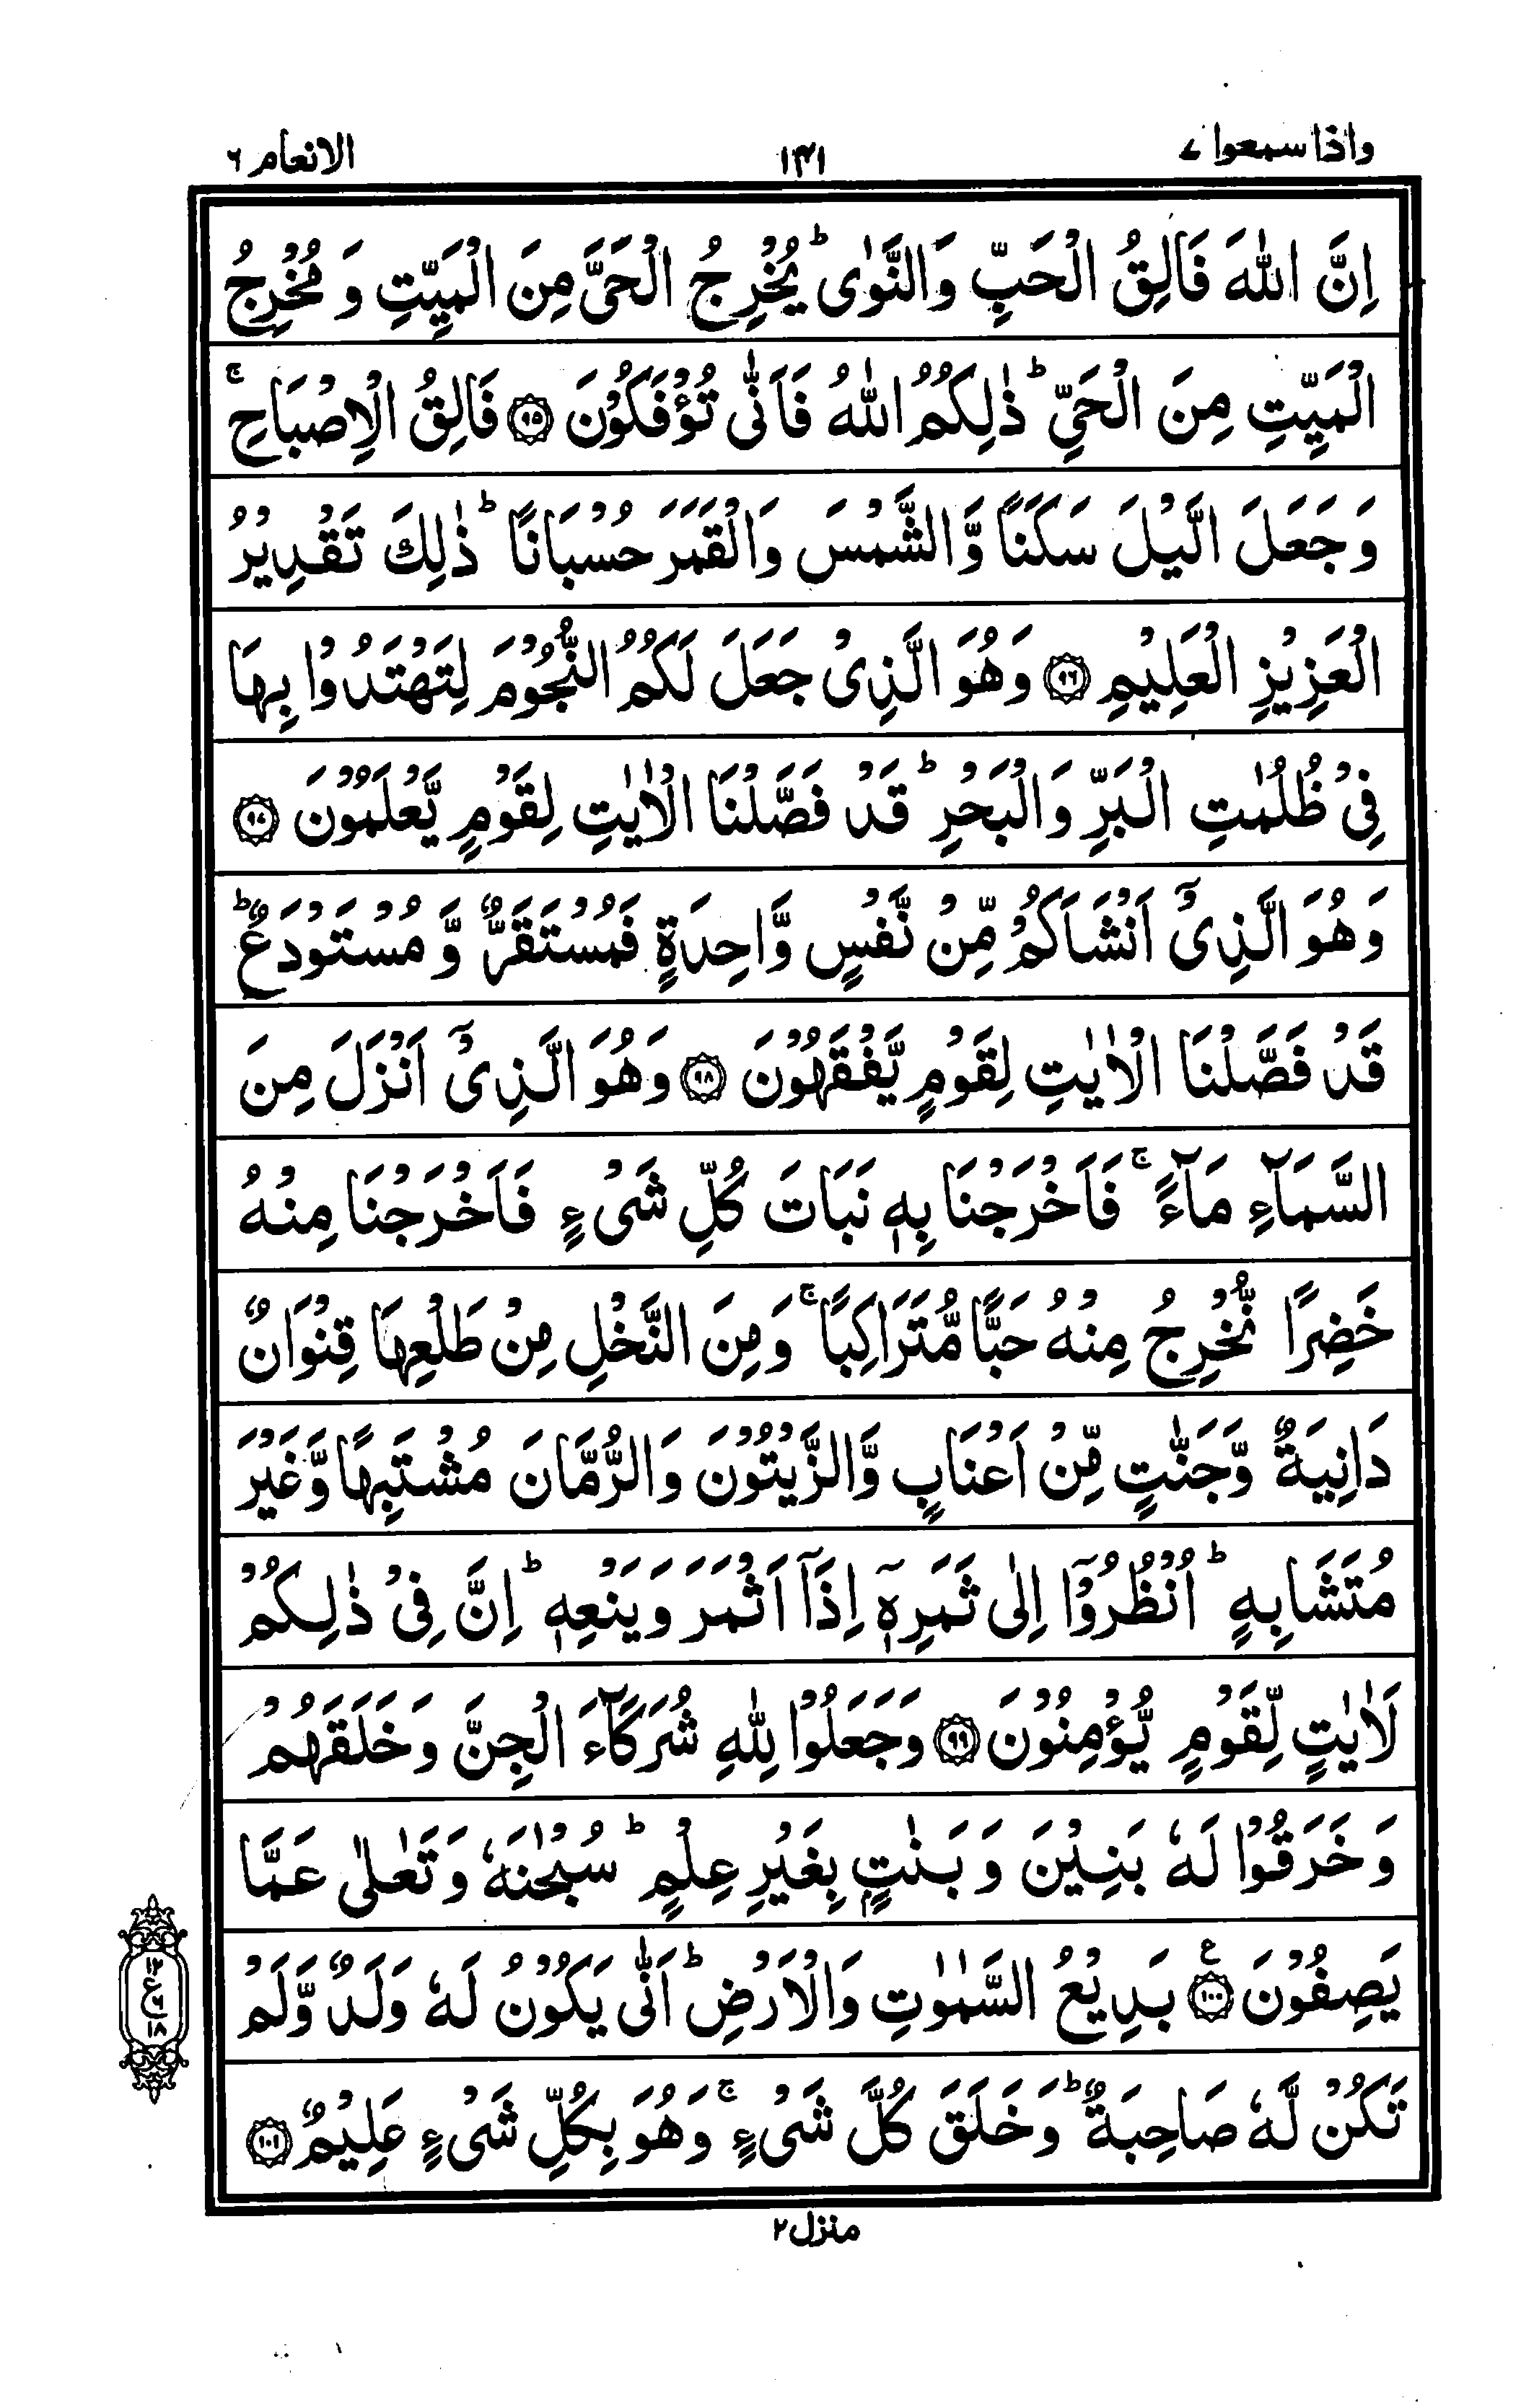 واذا سمعوا ٧ ١٣١ الانعام ٦
اِنَّ اللّٰهَ فَالِقُ الْحَبِّ وَالنَّوٰی ؕ یُخْرِجُ الْحَیَّ مِنَ الْمَیِّتِ وَ مُخْرِجُ
الْمَیِّتِ مِنَ الْحَیِّ ؕ ذٰلِكُمُ اللّٰهُ فَاَنّٰی تُؤْفَكُوْنَ ۝٩٥ فَالِقُ الْاِصْبَاحِ ۚ
وَ جَعَلَ الَّیْلَ سَكَنًا وَّ الشَّمْسَ وَالْقَمَرَ حُسْبَانًا ؕ ذٰلِكَ تَقْدِیْرُ
الْعَزِیْزِ الْعَلِیْمِ ۝٩٦ وَ هُوَ الَّذِیْ جَعَلَ لَكُمُ النُّجُوْمَ لِتَهْتَدُوْا بِهَا
فِیْ ظُلُمٰتِ الْبَرِّ وَالْبَحْرِ ؕ قَدْ فَصَّلْنَا الْاٰیٰتِ لِقَوْمٍ یَّعْلَمُوْنَ ۝٩٧
وَ هُوَ الَّذِیْۤ اَنْشَاَكُمْ مِّنْ نَّفْسٍ وَّاحِدَةٍ فَمُسْتَقَرٌّ وَّ مُسْتَوْدَعٌ ؕ
قَدْ فَصَّلْنَا الْاٰیٰتِ لِقَوْمٍ یَّفْقَهُوْنَ ۝٩٨ وَ هُوَ الَّذِیْۤ اَنْزَلَ مِنَ
السَّمَآءِ مَآءً ۚ فَاَخْرَجْنَا بِهٖ نَبَاتَ كُلِّ شَیْءٍ فَاَخْرَجْنَا مِنْهُ
خَضِرًا نُّخْرِجُ مِنْهُ حَبًّا مُّتَرَاكِبًا ۚ وَ مِنَ النَّخْلِ مِنْ طَلْعِهَا قِنْوَانٌ
دَانِیَةٌ وَّ جَنّٰتٍ مِّنْ اَعْنَابٍ وَّ الزَّیْتُوْنَ وَ الرُّمَّانَ مُشْتَبِهًا وَّ غَیْرَ
مُتَشَابِهٍ ؕ اُنْظُرُوْۤا اِلٰی ثَمَرِهٖۤ اِذَاۤ اَثْمَرَ وَ یَنْعِهٖ ؕ اِنَّ فِیْ ذٰلِكُمْ
لَاٰیٰتٍ لِّقَوْمٍ یُّؤْمِنُوْنَ ۝٩٩ وَ جَعَلُوْا لِلّٰهِ شُرَكَآءَ الْجِنَّ وَ خَلَقَهُمْ
وَ خَرَقُوْا لَهٗ بَنِیْنَ وَ بَنٰتٍۭ بِغَیْرِ عِلْمٍ ؕ سُبْحٰنَهٗ وَ تَعٰلٰی عَمَّا
یَصِفُوْنَ ۝١٠٠ ع بَدِیْعُ السَّمٰوٰتِ وَ الْاَرْضِ ؕ اَنّٰی یَكُوْنُ لَهٗ وَلَدٌ وَّ لَمْ
تَكُنْ لَّهٗ صَاحِبَةٌ ؕ وَ خَلَقَ كُلَّ شَیْءٍ ۚ وَ هُوَ بِكُلِّ شَیْءٍ عَلِیْمٌ ۝١٠١
منزل ٢